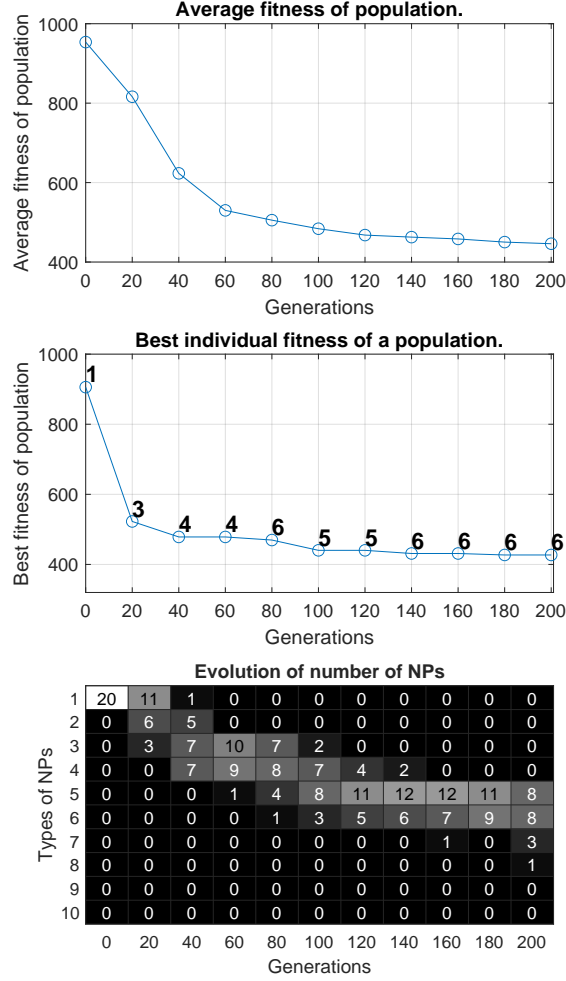 Average fitness of population.
Average fitness of population
1000
800
600
400
0 20 40 60 80 100 120 140 160 180 200
Generations
Best individual fitness of a population.
Best fitness of population
1000
800
600
400
1 3 4 4 6 5 5 6 6 6 6
0 20 40 60 80 100 120 140 160 180 200
Generations
Evolution of number of NPs
Types of NPs
1 20 11 1 0 0 0 0 0 0 0 0
2 0 6 5 0 0 0 0 0 0 0 0
3 0 3 7 10 7 2 0 0 0 0 0
4 0 0 7 9 8 7 4 2 0 0 0
5 0 0 0 1 4 8 11 12 12 11 8
6 0 0 0 0 1 3 5 6 7 9 8
7 0 0 0 0 0 0 0 0 1 0 3
8 0 0 0 0 0 0 0 0 0 0 1
9 0 0 0 0 0 0 0 0 0 0 0
10 0 0 0 0 0 0 0 0 0 0 0
0 20 40 60 80 100 120 140 160 180 200
Generations